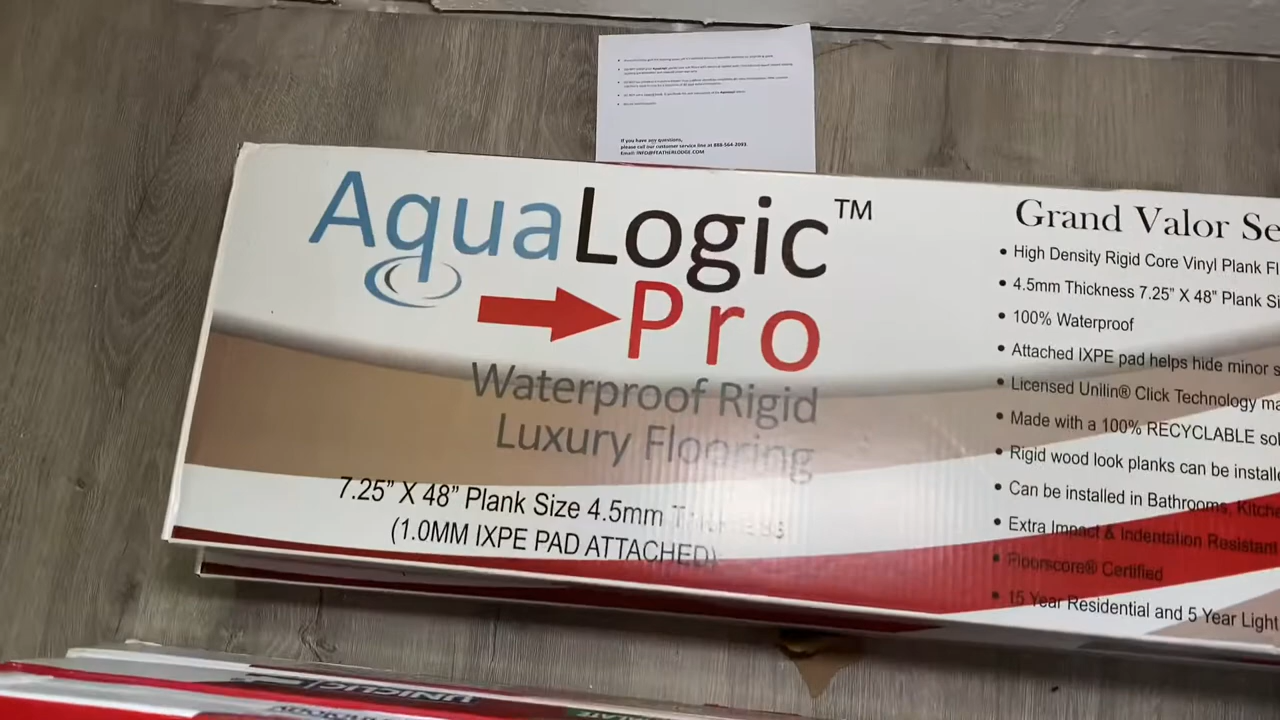 If you have any questions,
please call our customer service line at 888-564-2093.
Email: INFO@FEATHERLODGE.COM
AquaLogic™
Pro
Waterproof Rigid
Luxury Flooring
7.25” X 48” Plank Size 4.5mm
(1.0MM IXPE PAD ATTACHED)
Grand Valor Se
• High Density Rigid Core Vinyl Plank Fl
• 4.5mm Thickness 7.25" X 48" Plank Si
• 100% Waterproof
• Attached IXPE pad helps hide minor s
• Licensed Unilin® Click Technology ma
• Made with a 100% RECYCLABLE sol
• Rigid wood look planks can be installe
• Can be installed in Bathrooms, Kitche
• Extra Impact & Indentation Resistant
• Floorscore® Certified
• 15 Year Residential and 5 Year Light
UNICLIC